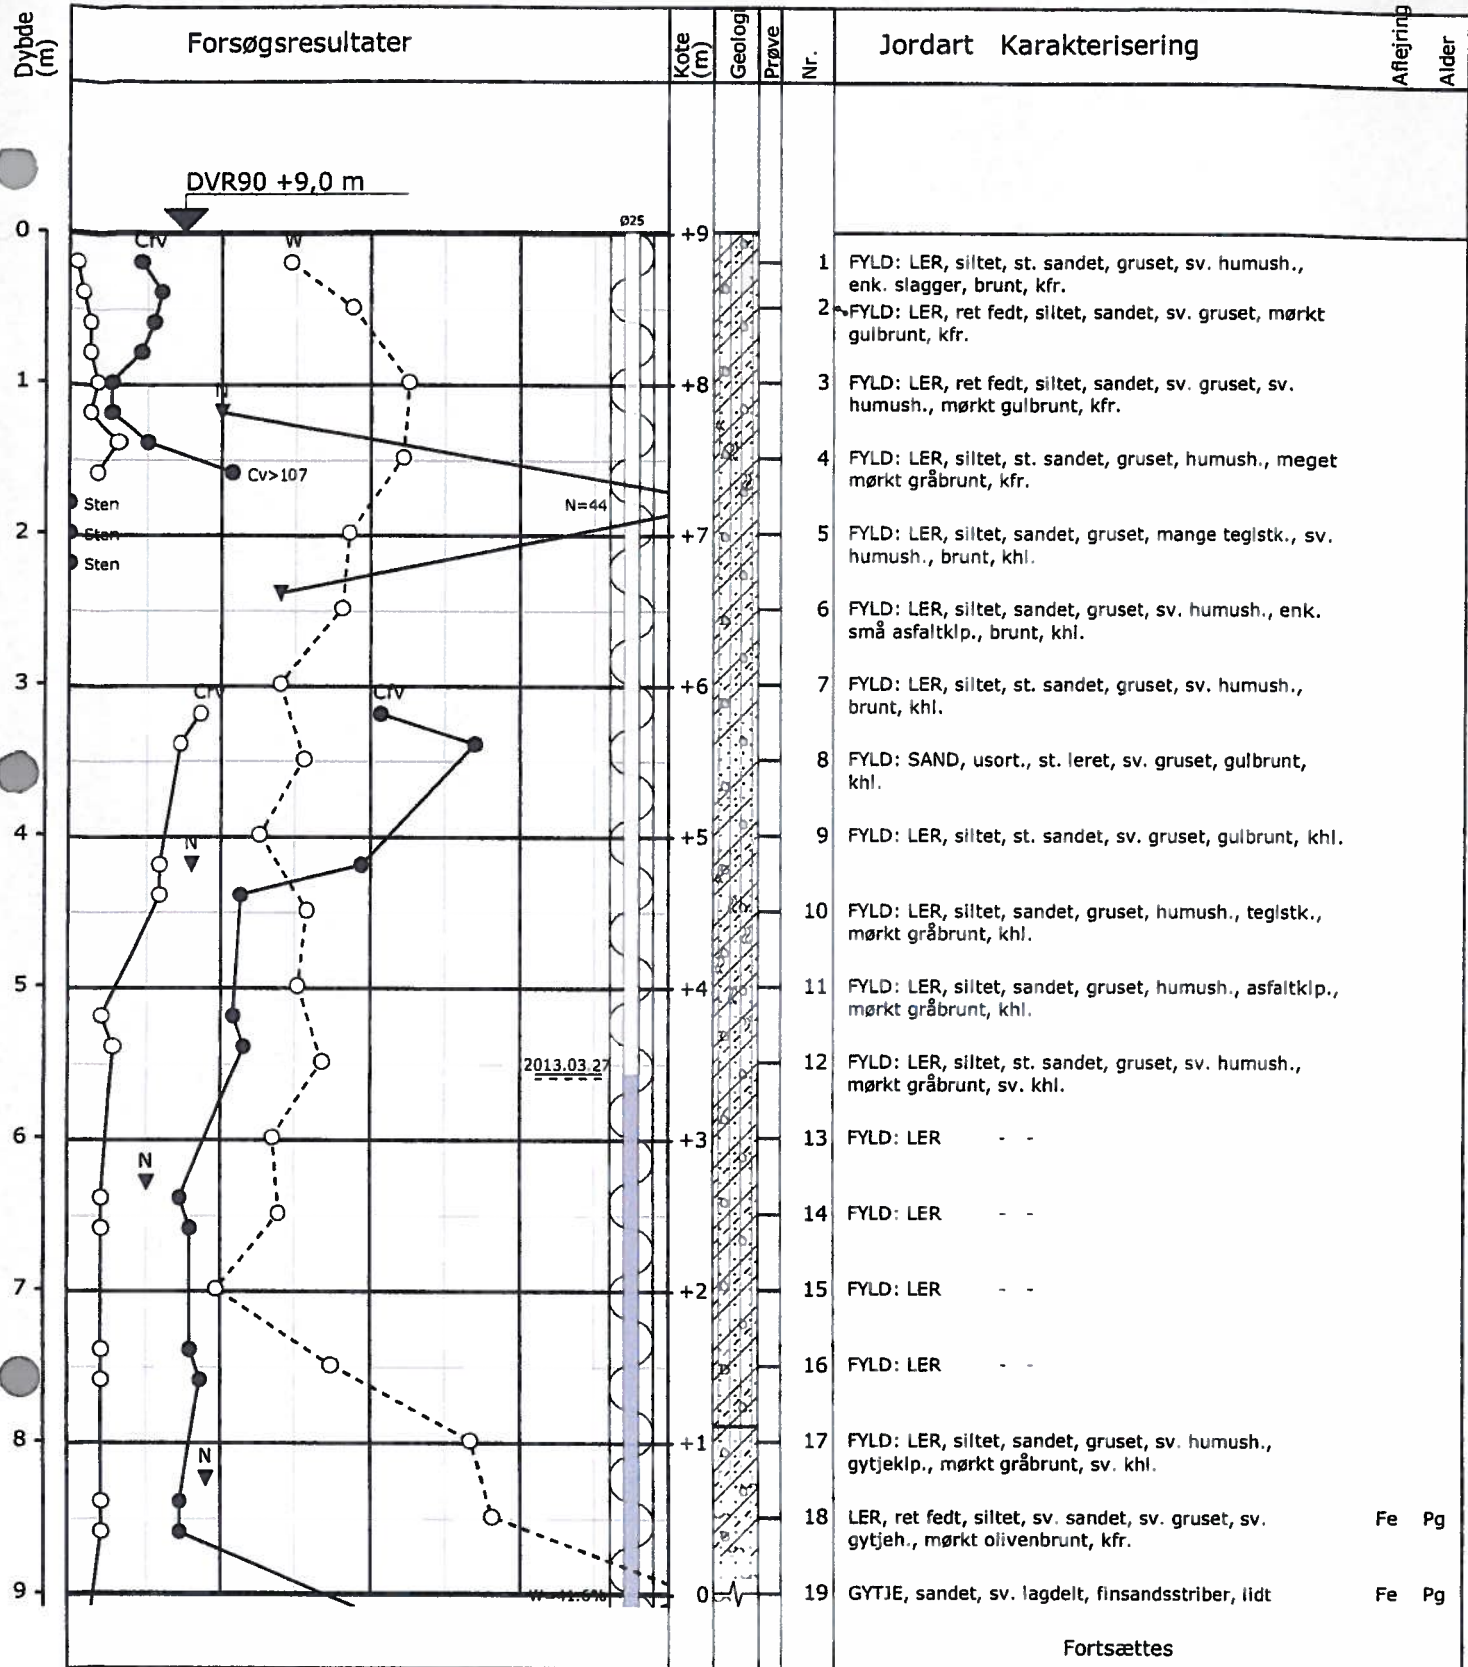 Dybde (m)
Forsøgsresultater
Kote (m)
Geologi
Prøve
Nr.
Jordart Karakterisering
Aflejring
Alder
DVR90 +9,0 m
Ø25
0
+9
Cfv
W
1 FYLD: LER, siltet, st. sandet, gruset, sv. humush.,
enk. slagger, brunt, kfr.
2 FYLD: LER, ret fedt, siltet, sandet, sv. gruset, mørkt
gulbrunt, kfr.
1
+8
N
3 FYLD: LER, ret fedt, siltet, sandet, sv. gruset, sv.
humush., mørkt gulbrunt, kfr.
Cv>107
4 FYLD: LER, siltet, st. sandet, gruset, humush., meget
mørkt gråbrunt, kfr.
Sten
N=44
2
Sten
+7
5 FYLD: LER, siltet, sandet, gruset, mange teglstk., sv.
humush., brunt, khl.
Sten
6 FYLD: LER, siltet, sandet, gruset, sv. humush., enk.
små asfaltklp., brunt, khl.
3
+6
Cfv
Cfv
7 FYLD: LER, siltet, st. sandet, gruset, sv. humush.,
brunt, khl.
8 FYLD: SAND, usort., st. leret, sv. gruset, gulbrunt,
khl.
4
+5
N
9 FYLD: LER, siltet, st. sandet, sv. gruset, gulbrunt, khl.
10 FYLD: LER, siltet, sandet, gruset, humush., teglstk.,
mørkt gråbrunt, khl.
5
+4
11 FYLD: LER, siltet, sandet, gruset, humush., asfaltklp.,
mørkt gråbrunt, khl.
2013.03.27
12 FYLD: LER, siltet, st. sandet, gruset, sv. humush.,
mørkt gråbrunt, sv. khl.
6
+3
13 FYLD: LER - -
N
14 FYLD: LER - -
7
+2
15 FYLD: LER - -
16 FYLD: LER - -
8
+1
N
17 FYLD: LER, siltet, sandet, gruset, sv. humush.,
gytjeklp., mørkt gråbrunt, sv. khl.
18 LER, ret fedt, siltet, sv. sandet, sv. gruset, sv. Fe Pg
gytjeh., mørkt olivenbrunt, kfr.
9
W=41.6%
0
19 GYTJE, sandet, sv. lagdelt, finsandsstriber, lidt Fe Pg
Fortsættes